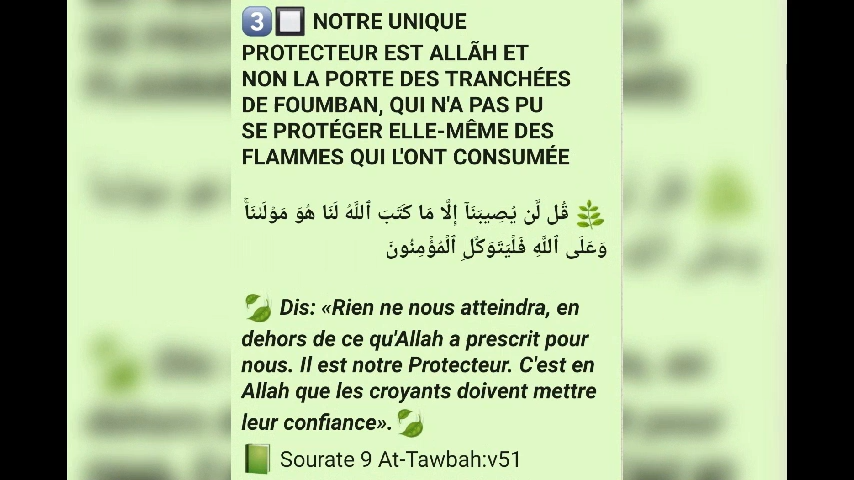 3️⃣🔲 NOTRE UNIQUE
PROTECTEUR EST ALLÃH ET
NON LA PORTE DES TRANCHÉES
DE FOUMBAN, QUI N'A PAS PU
SE PROTÉGER ELLE-MÊME DES
FLAMMES QUI L'ONT CONSUMÉE
🌿 قُل لَّن يُصِيبَنَآ إِلَّا مَا كَتَبَ ٱللَّهُ لَنَا هُوَ مَوۡلَىٰنَاۚ
وَعَلَى ٱللَّهِ فَلۡيَتَوَكَّلِ ٱلۡمُؤۡمِنُونَ
🍃 Dis: «Rien ne nous atteindra, en
dehors de ce qu'Allah a prescrit pour
nous. Il est notre Protecteur. C'est en
Allah que les croyants doivent mettre
leur confiance».🍃
📗 Sourate 9 At-Tawbah:v51